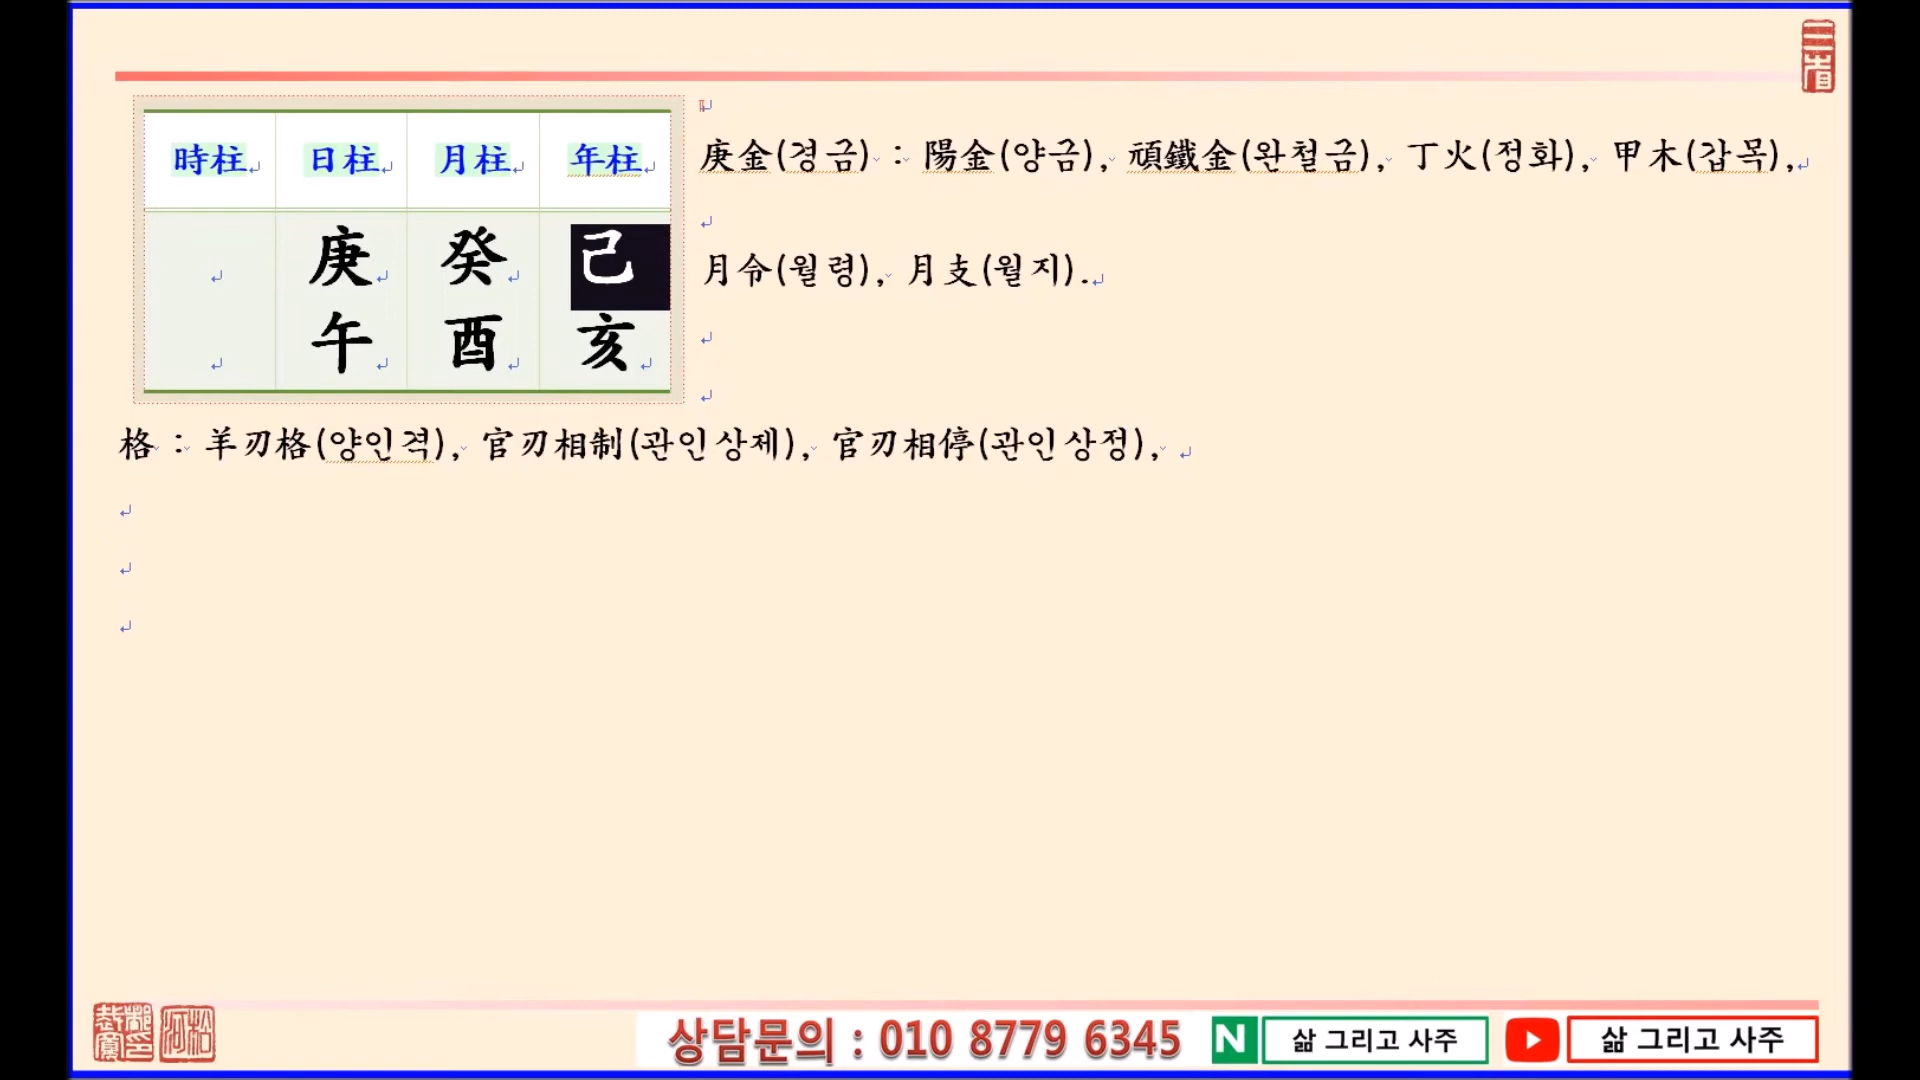 時柱 日柱 月柱 年柱
庚 癸 己
午 酉 亥
庚金(경금) : 陽金(양금), 頑鐵金(완철금), 丁火(정화), 甲木(갑목),
月令(월령), 月支(월지).
格 : 羊刃格(양인격), 官刃相制(관인상제), 官刃相停(관인상정),
상담문의 : 010 8779 6345
N 삶 그리고 사주
삶 그리고 사주